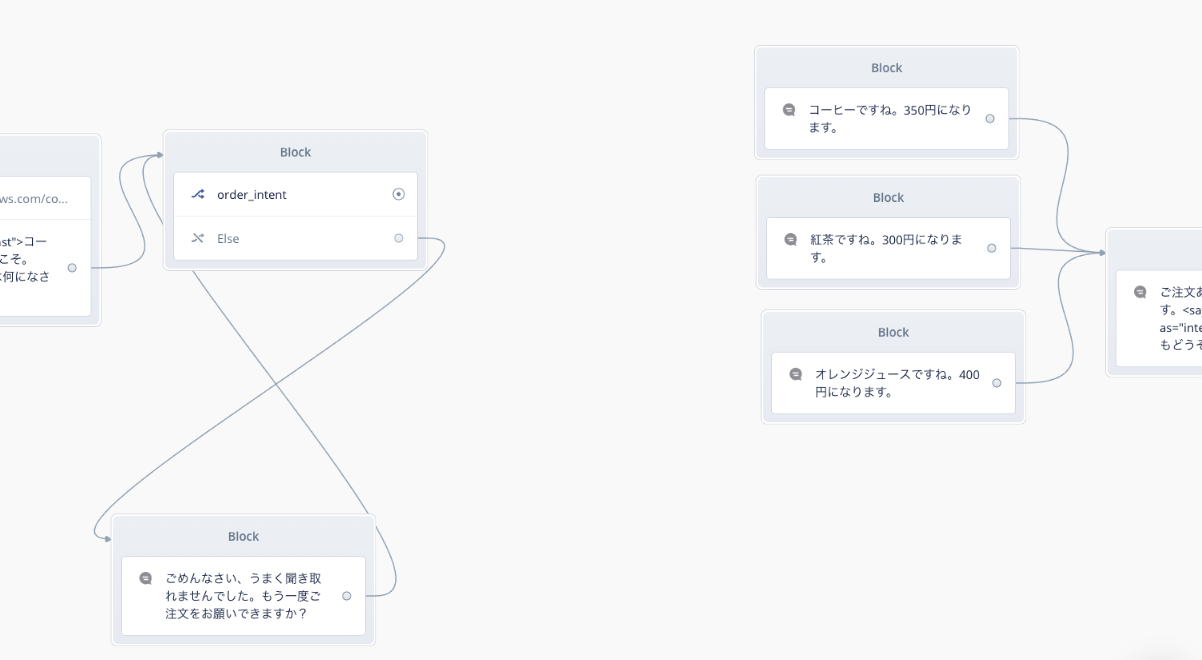 ws.com/co...
ast">コー
こそ。
は何になさ
Block
order_intent
Else
Block
ごめんなさい、うまく聞き取
れませんでした。もう一度ご
注文をお願いできますか？
Block
コーヒーですね。350円になり
ます。
Block
紅茶ですね。300円になりま
す。
Block
オレンジジュースですね。400
円になります。
ご注文あ
す。<sa
as="inte
もどうそ